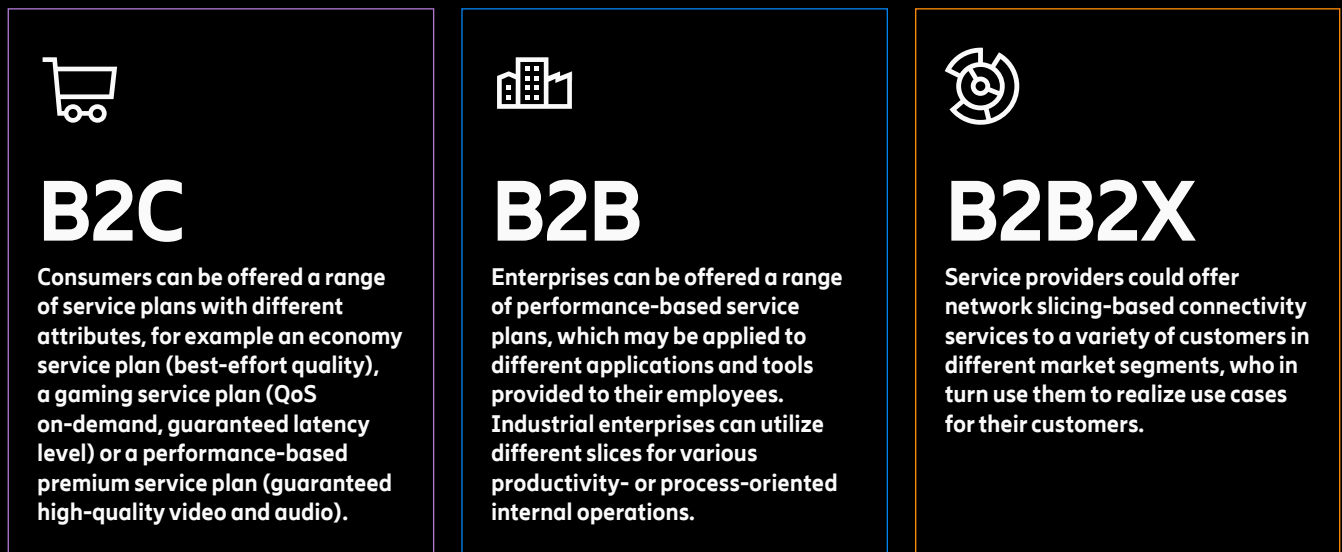 B2C
Consumers can be offered a range
of service plans with different
attributes, for example an economy
service plan (best-effort quality),
a gaming service plan (QoS
on-demand, guaranteed latency
level) or a performance-based
premium service plan (guaranteed
high-quality video and audio).
B2B
Enterprises can be offered a range
of performance-based service
plans, which may be applied to
different applications and tools
provided to their employees.
Industrial enterprises can utilize
different slices for various
productivity- or process-oriented
internal operations.
B2B2X
Service providers could offer
network slicing-based connectivity
services to a variety of customers in
different market segments, who in
turn use them to realize use cases
for their customers.